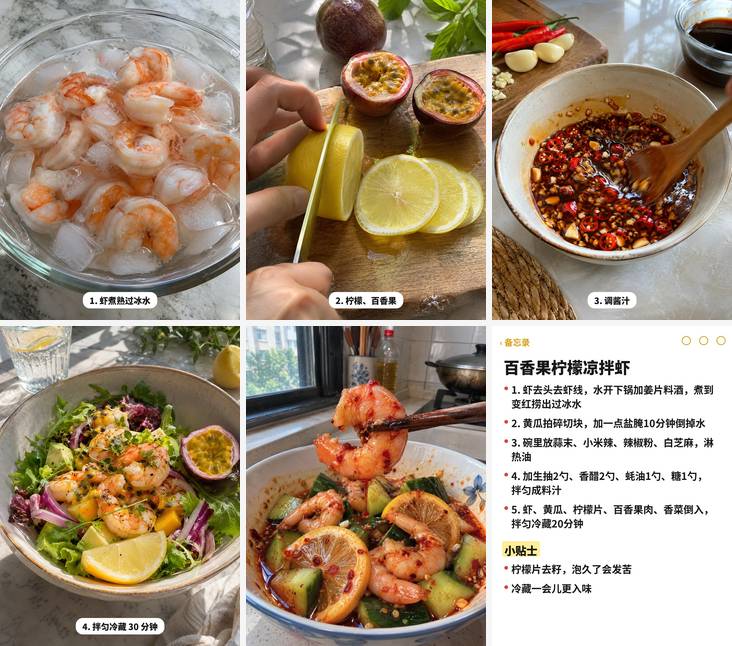 1. 虾煮熟过冰水
2. 柠檬、百香果
3. 调酱汁
4. 拌匀冷藏 30 分钟
‹ 备忘录
百香果柠檬凉拌虾
• 1. 虾去头去虾线，水开下锅加姜片料酒，煮到
变红捞出过冰水
• 2. 黄瓜拍碎切块，加一点盐腌10分钟倒掉水
• 3. 碗里放蒜末、小米辣、辣椒粉、白芝麻，淋
热油
• 4. 加生抽2勺、香醋2勺、蚝油1勺、糖1勺，
拌匀成料汁
• 5. 虾、黄瓜、柠檬片、百香果肉、香菜倒入，
拌匀冷藏20分钟
小贴士
• 柠檬片去籽，泡久了会发苦
• 冷藏一会儿更入味